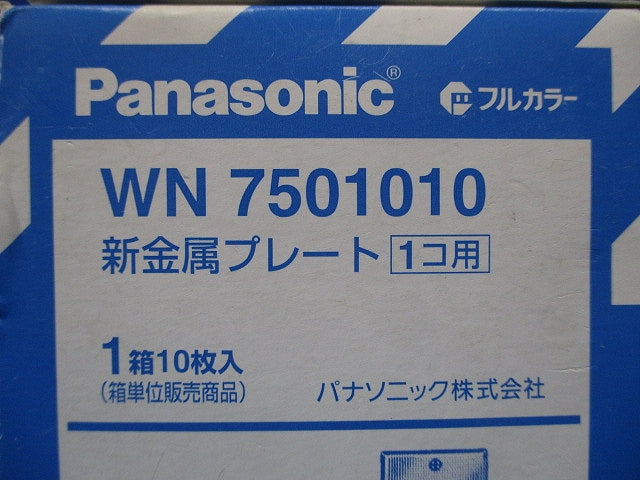 Panasonic® フルカラー
WN 7501010
新金属プレート 1コ用
1箱10枚入
(箱単位販売商品) パナソニック株式会社